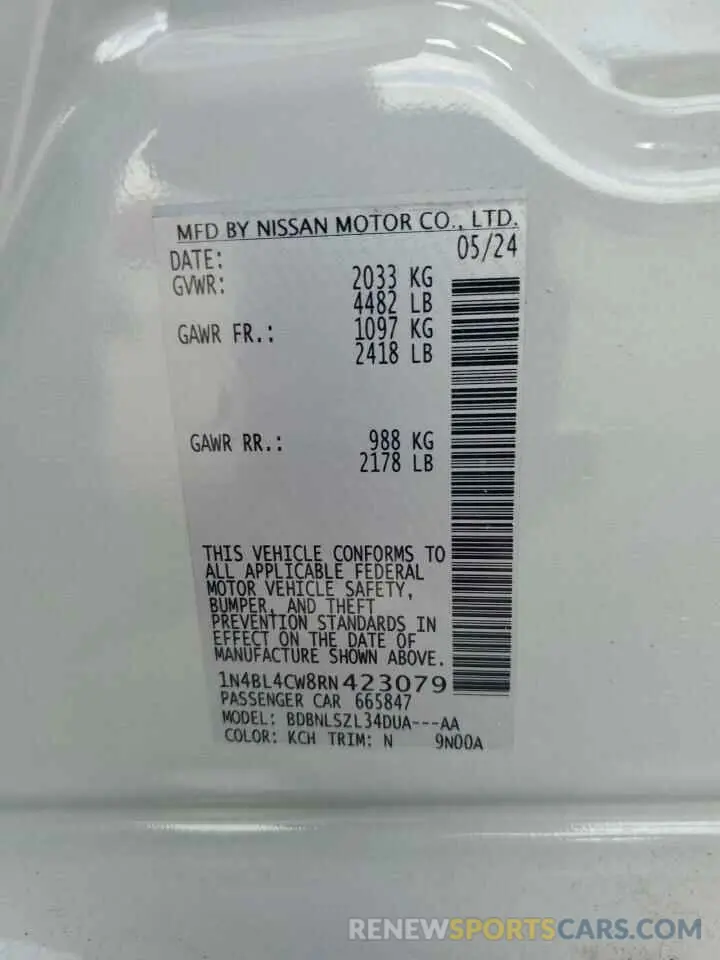 MFD BY NISSAN MOTOR CO., LTD.
DATE: 05/24
GVWR: 2033 KG
4482 LB
GAWR FR.: 1097 KG
2418 LB
GAWR RR.: 988 KG
2178 LB
THIS VEHICLE CONFORMS TO
ALL APPLICABLE FEDERAL
MOTOR VEHICLE SAFETY,
BUMPER, AND THEFT
PREVENTION STANDARDS IN
EFFECT ON THE DATE OF
MANUFACTURE SHOWN ABOVE.
1N4BL4CW8RN423079
PASSENGER CAR 665847
MODEL: BDBNLSZL34DUA---AA
COLOR: KCH TRIM: N 9N00A
RENEWSPORTSCARS.COM